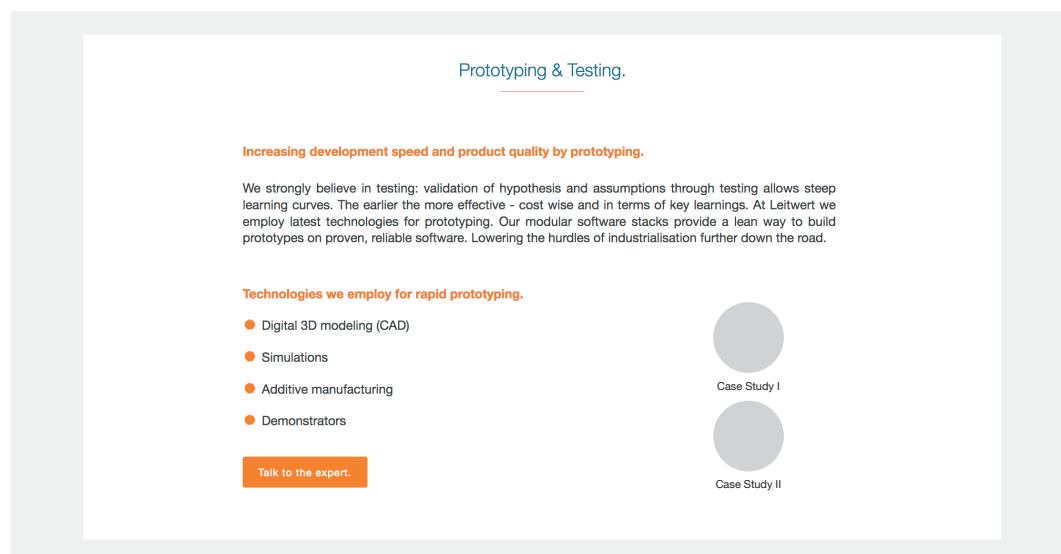 Prototyping & Testing.
Increasing development speed and product quality by prototyping.
We strongly believe in testing: validation of hypothesis and assumptions through testing allows steep
learning curves. The earlier the more effective - cost wise and in terms of key learnings. At Leitwert we
employ latest technologies for prototyping. Our modular software stacks provide a lean way to build
prototypes on proven, reliable software. Lowering the hurdles of industrialisation further down the road.
Technologies we employ for rapid prototyping.
Digital 3D modeling (CAD)
Simulations
Additive manufacturing
Demonstrators
Talk to the expert.
Case Study I
Case Study II